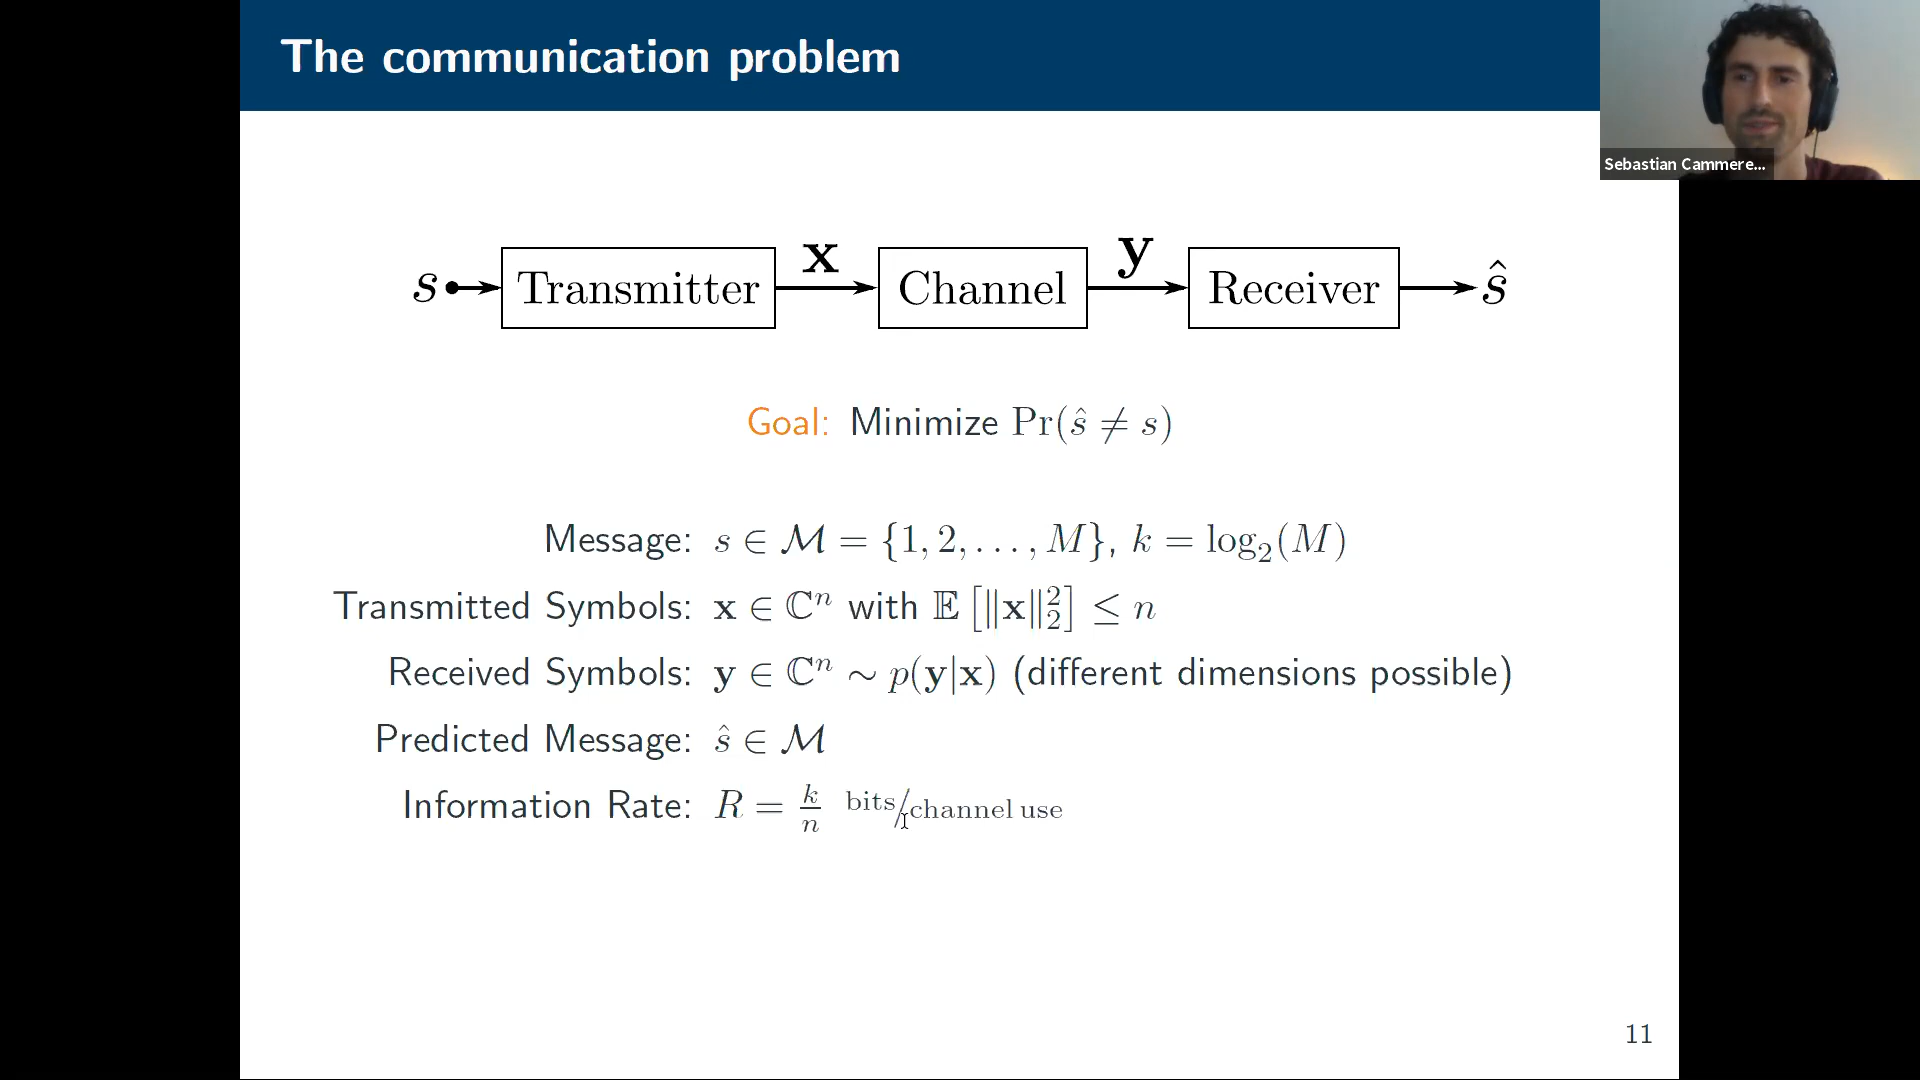 The communication problem
Sebastian Cammere...
s Transmitter x Channel y Receiver ŝ
Goal: Minimize Pr(ŝ ≠ s)
Message: s ∈ ℳ = {1, 2, . . . , M}, k = log₂(M)
Transmitted Symbols: x ∈ ℂⁿ with 𝔼 [‖x‖₂²] ≤ n
Received Symbols: y ∈ ℂⁿ ∼ p(y|x) (different dimensions possible)
Predicted Message: ŝ ∈ ℳ
Information Rate: R = k/n bits/channel use
11